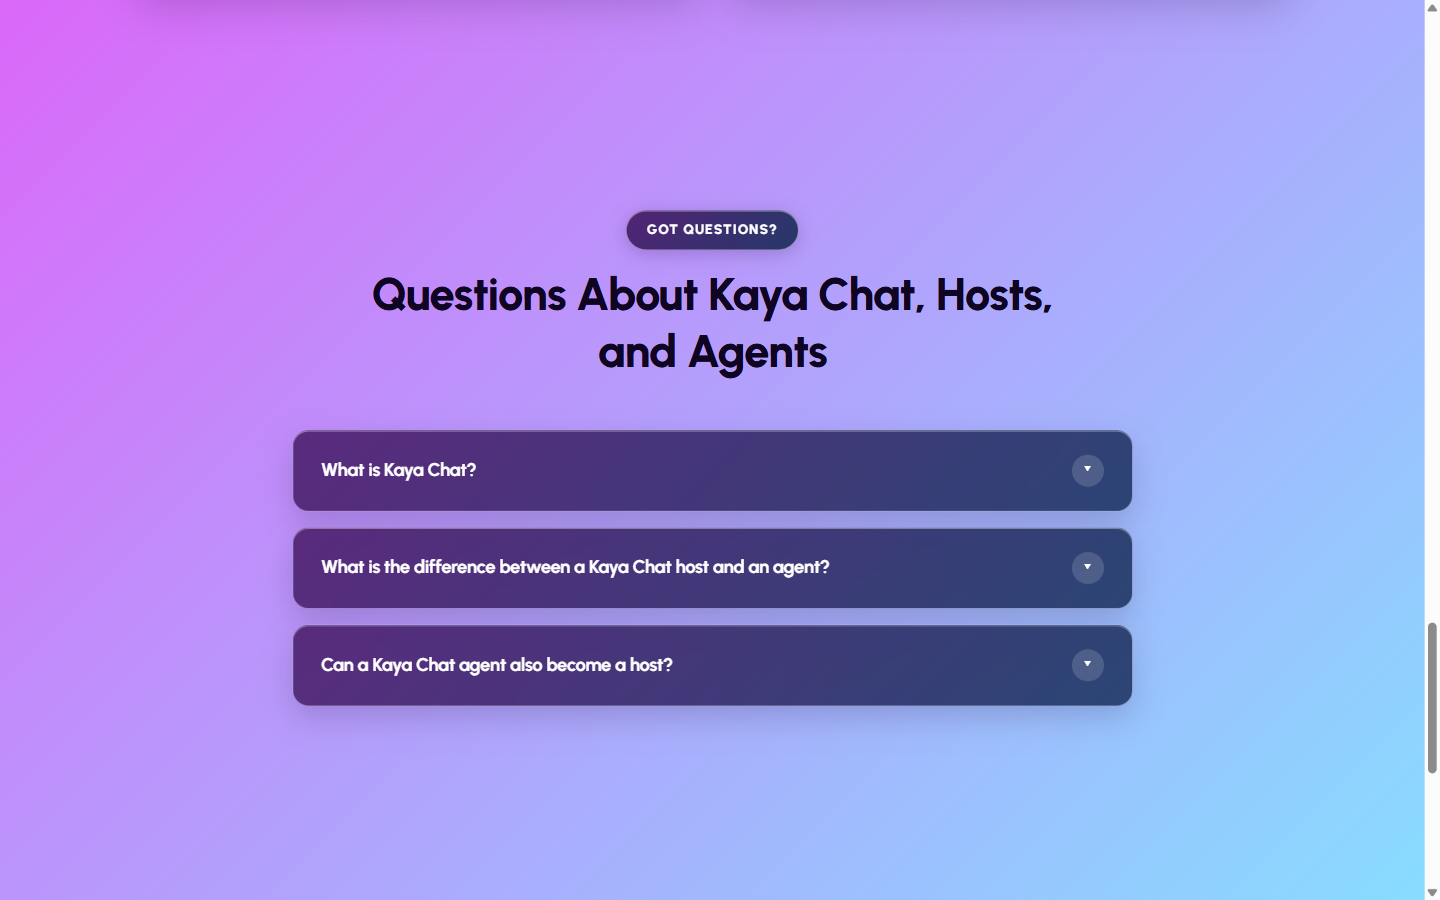 GOT QUESTIONS?
Questions About Kaya Chat, Hosts,
and Agents
What is Kaya Chat?
What is the difference between a Kaya Chat host and an agent?
Can a Kaya Chat agent also become a host?